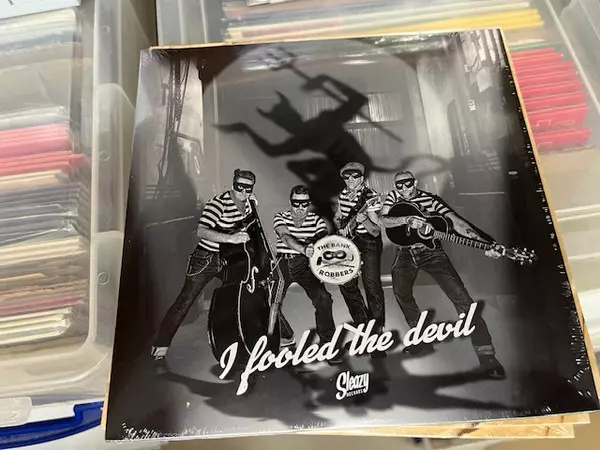 THE BANK
ROBBERS
I fooled the devil
Sleazy
RECORDS